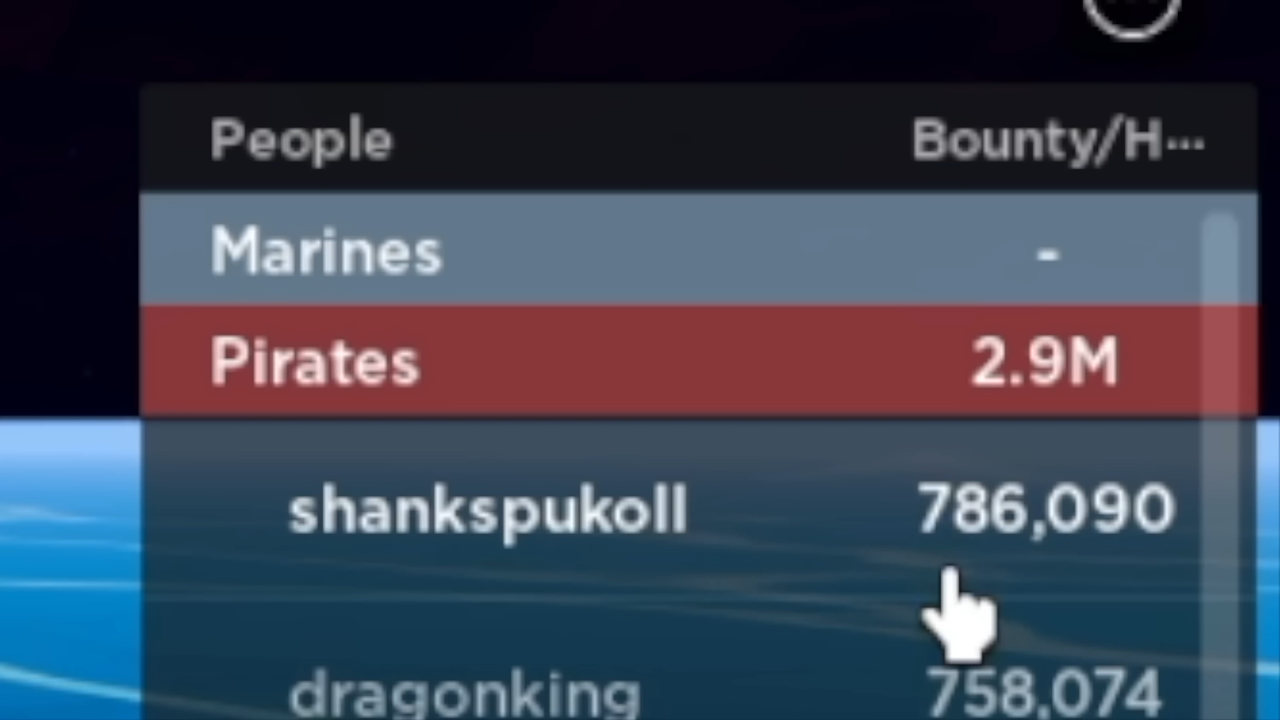 People Bounty/H...
Marines -
Pirates 2.9M
shankspukoll 786,090
dragonking 758,074